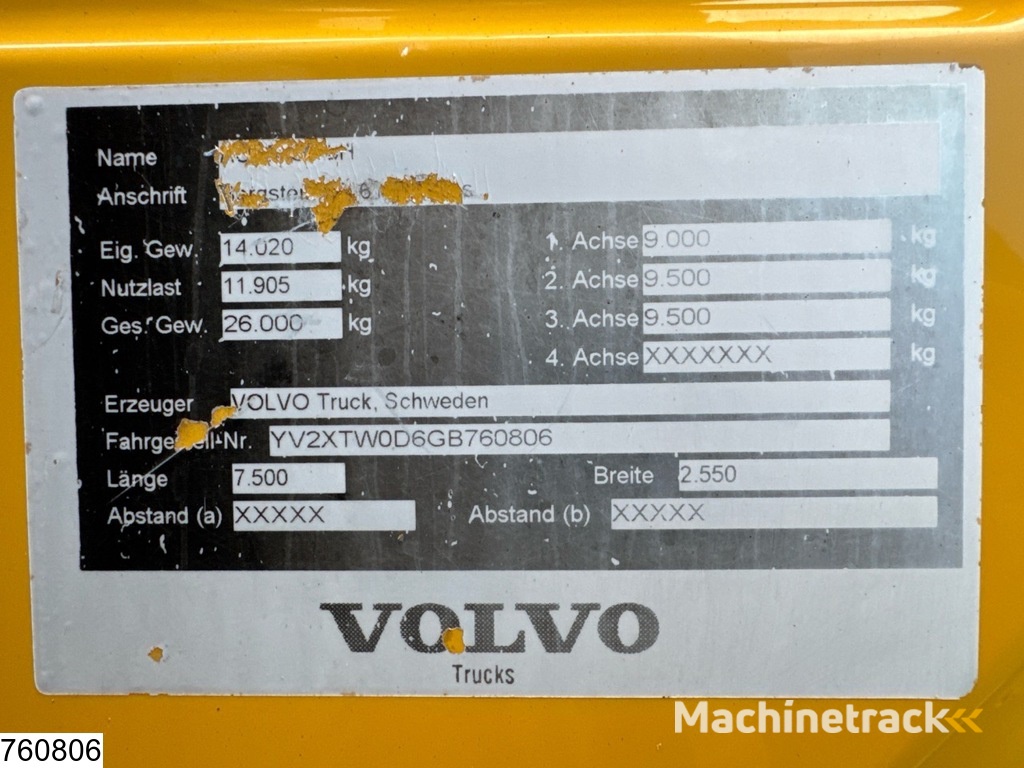 Name
Anschrift
Eig. Gew. 14.020 kg
Nutzlast 11.905 kg
Ges. Gew. 26.000 kg
1. Achse 9.000 kg
2. Achse 9.500 kg
3. Achse 9.500 kg
4. Achse XXXXXXX kg
Erzeuger VOLVO Truck, Schweden
Fahrgestell-Nr. YV2XTW0D6GB760806
Länge 7.500 Breite 2.550
Abstand (a) XXXXX Abstand (b) XXXXX
VOLVO
Trucks
Machinetrack
760806